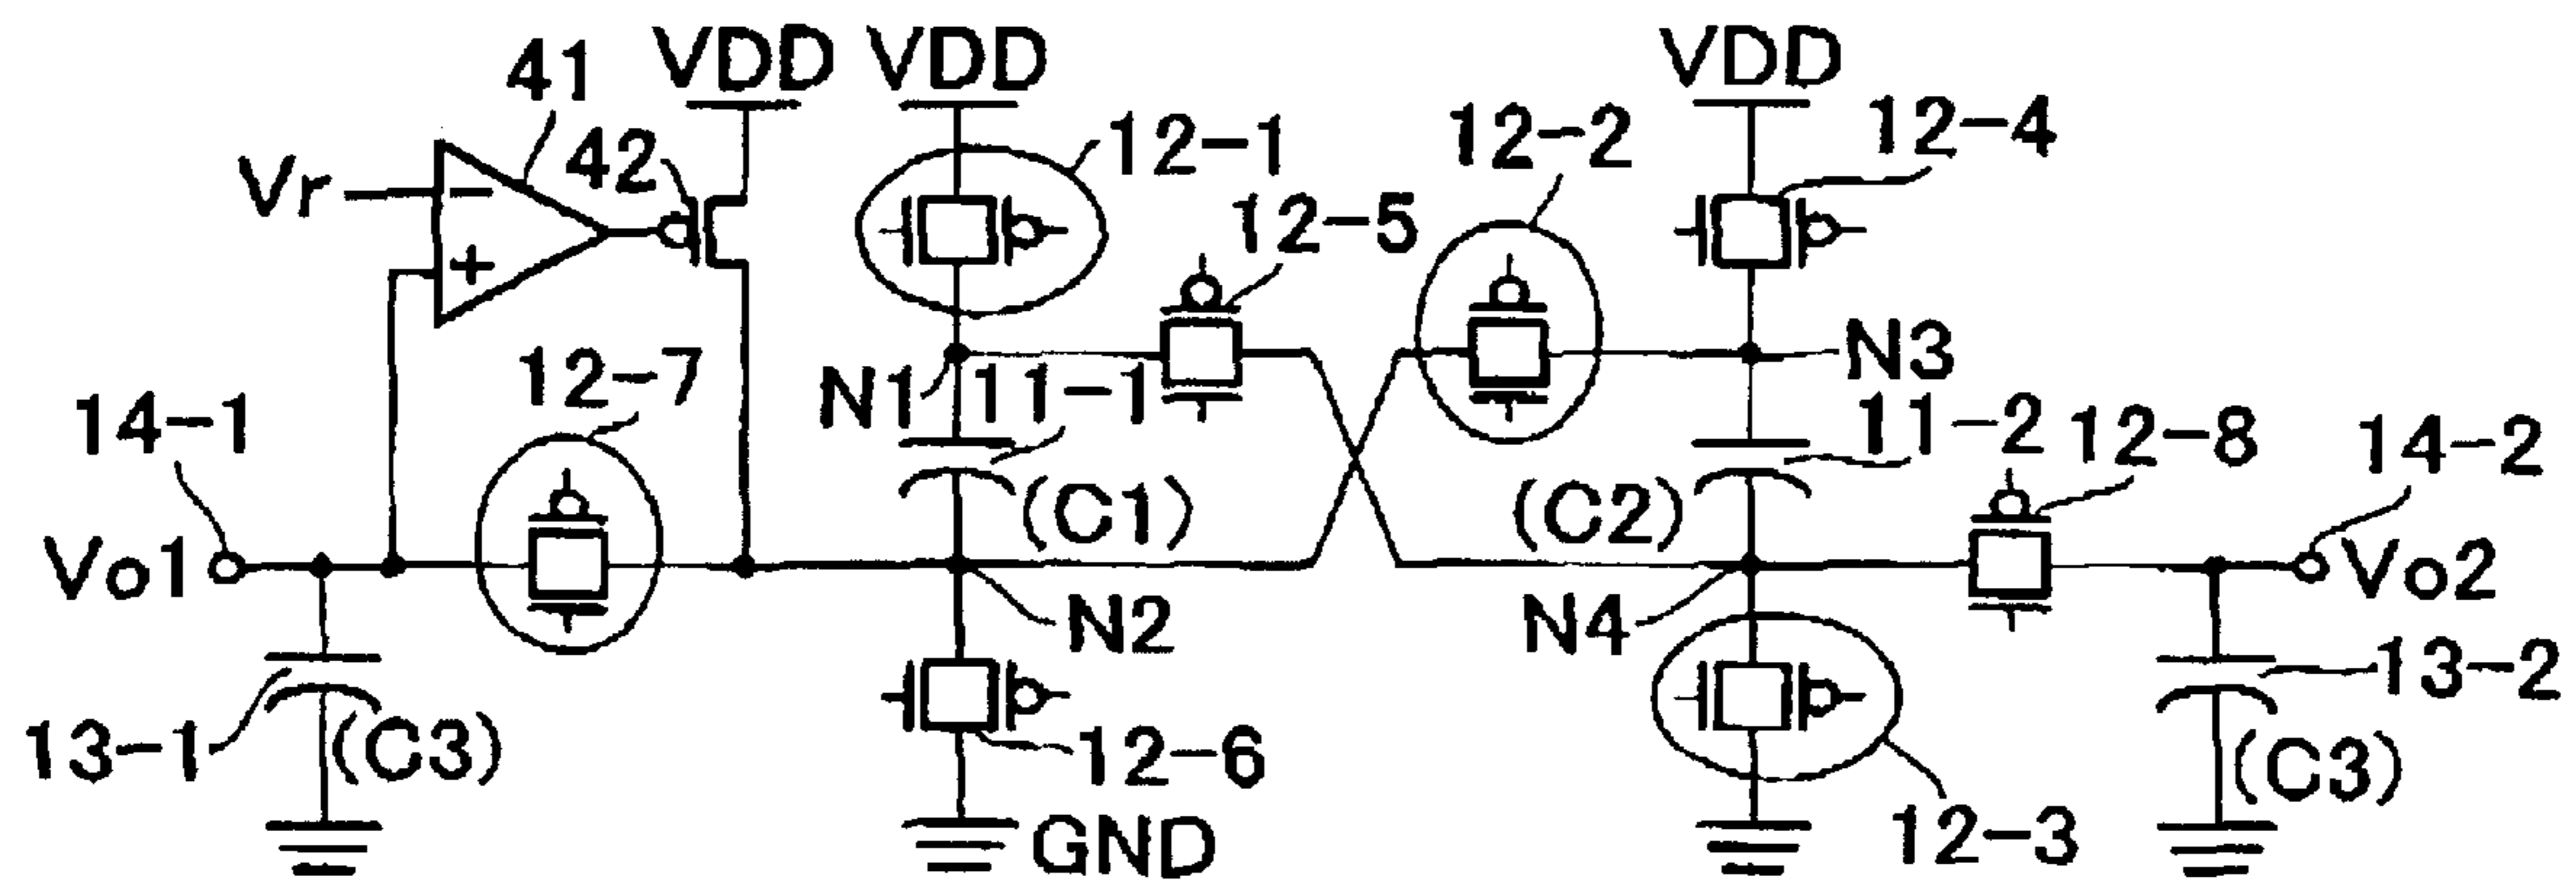 41 VDD VDD VDD
42 12-1 12-2 12-4
Vr − 12-5
+
12-7 N1 11-1 N3
14-1 11-2 12-8 14-2
Vo1 (C1) (C2) Vo2
N2 N4
13-1 (C3) 12-6 13-2
GND 12-3 (C3)